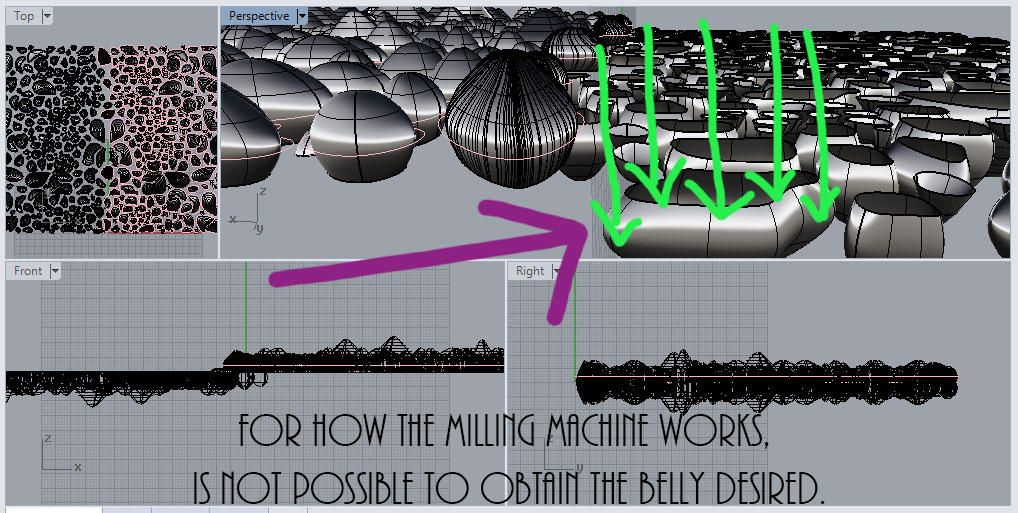 Top
Perspective
z
x
y
Front
Right
z
x
z
y
FOR HOW THE MILLING MACHINE WORKS,
IS NOT POSSIBLE TO OBTAIN THE BELLY DESIRED.